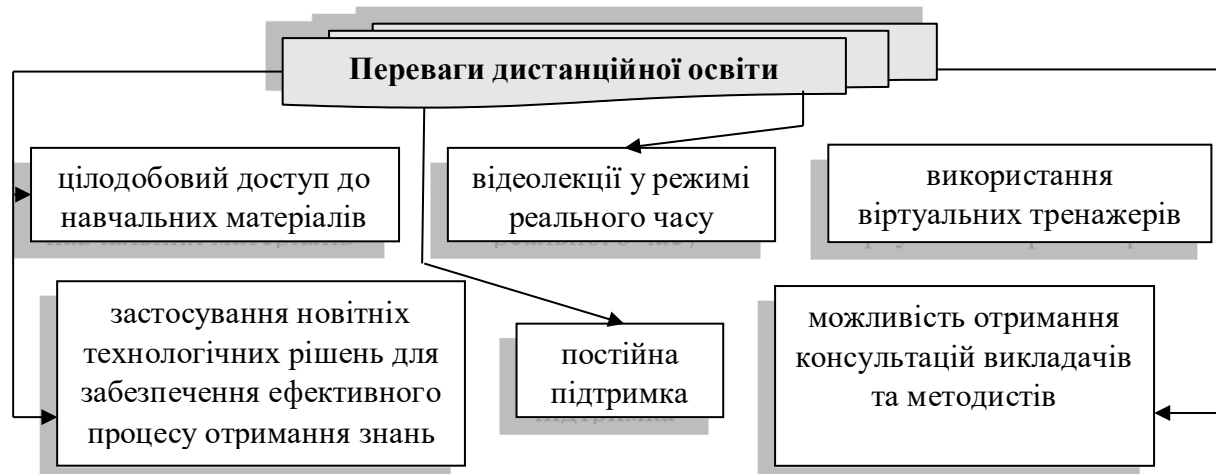 Переваги дистанційної освіти
цілодобовий доступ до
навчальних матеріалів
відеолекції у режимі
реального часу
використання
віртуальних тренажерів
застосування новітніх
технологічних рішень для
забезпечення ефективного
процесу отримання знань
постійна
підтримка
можливість отримання
консультацій викладачів
та методистів